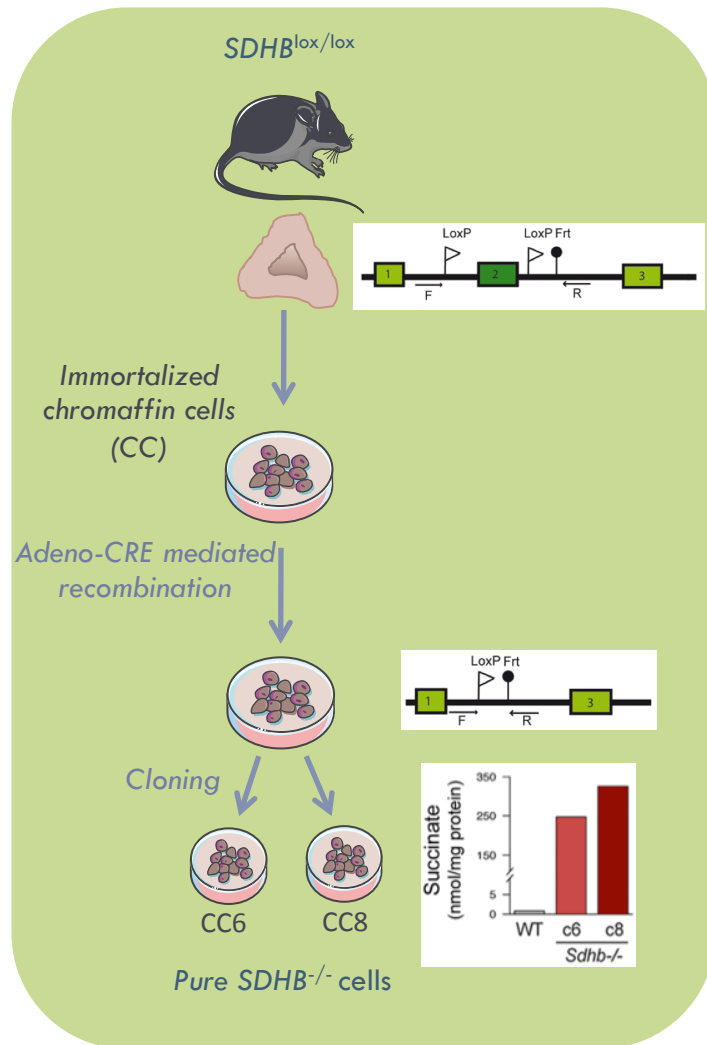 SDHB^lox/lox
LoxP LoxP Frt
1 2 3
F R
Immortalized
chromaffin cells
(CC)
Adeno-CRE mediated
recombination
LoxP Frt
1 3
F R
Cloning
CC6 CC8
Pure SDHB^-/- cells
Succinate
(nmol/mg protein)
350
250
150
5
0
WT c6 c8
Sdhb-/-